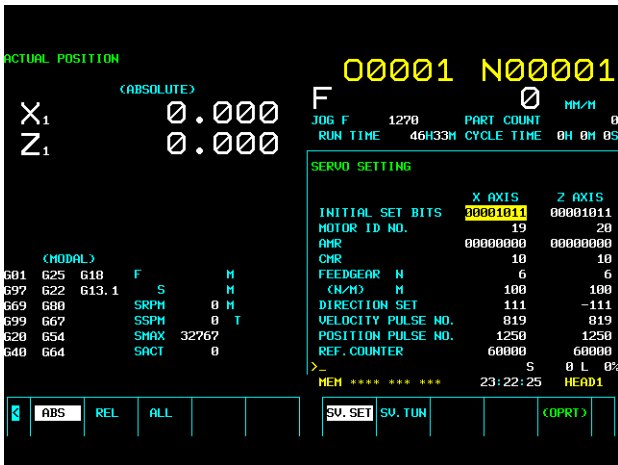 ACTUAL POSITION
(ABSOLUTE)
X1 0.000
Z1 0.000
(MODAL)
G01 G25 G18 F M
G97 G22 G13.1 S M
G69 G80 SRPM 0 M
G99 G67 SSPM 0 T
G20 G54 SMAX 32767
G40 G64 SACT 0
O0001 N00001
F 0 MM/M
JOG F 1270 PART COUNT 0
RUN TIME 46H33M CYCLE TIME 0H 0M 0S
SERVO SETTING
X AXIS Z AXIS
INITIAL SET BITS 00001011 00001011
MOTOR ID NO. 19 20
AMR 00000000 00000000
CMR 10 10
FEEDGEAR N 6 6
(N/M) M 100 100
DIRECTION SET 111 -111
VELOCITY PULSE NO. 819 819
POSITION PULSE NO. 1250 1250
REF.COUNTER 60000 60000
>_ S 0 L 0%
MEM **** *** *** 23:22:25 HEAD1
< ABS REL ALL SV.SET SV.TUN (OPRT)